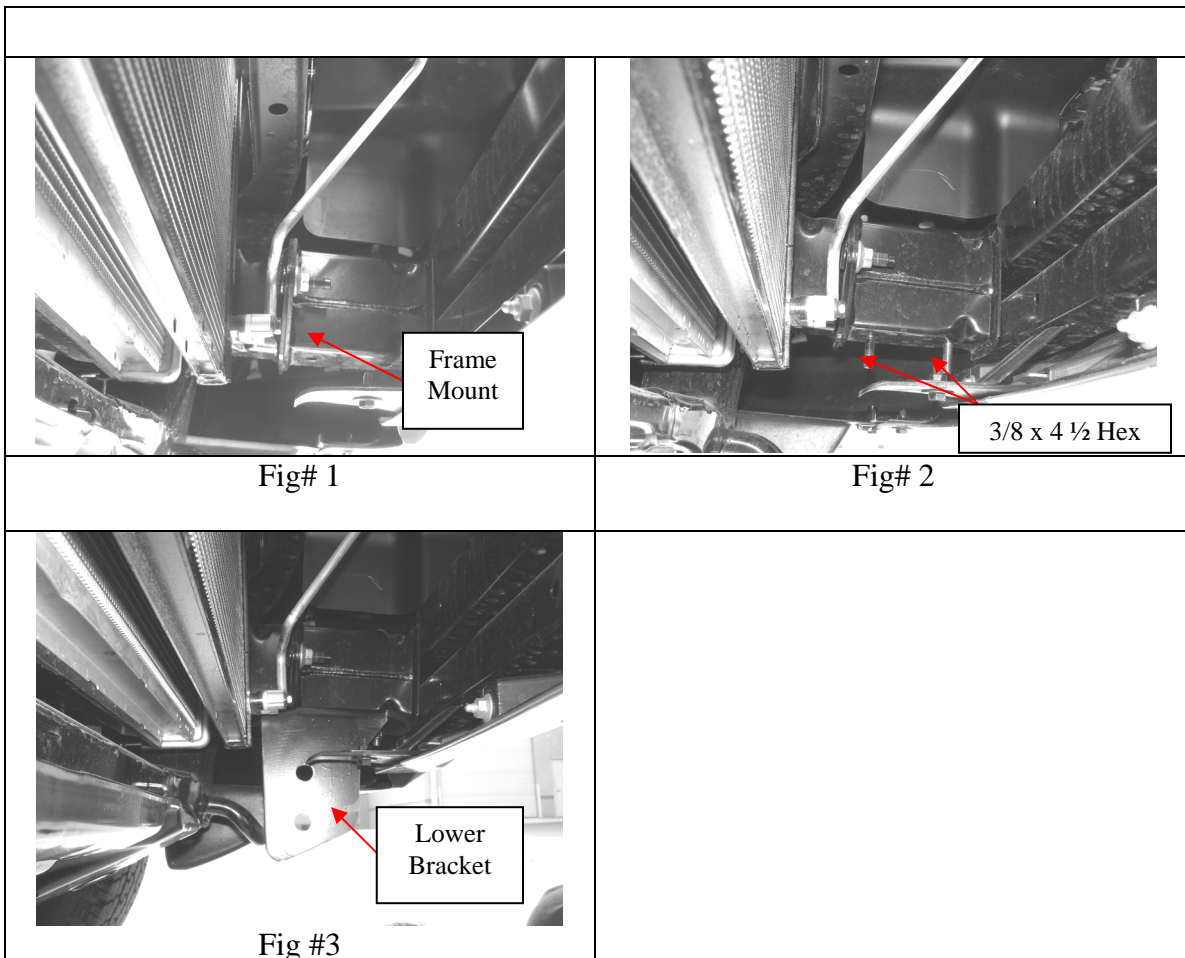 Frame
Mount
3/8 x 4 ½ Hex
Fig# 1
Fig# 2
Lower
Bracket
Fig #3